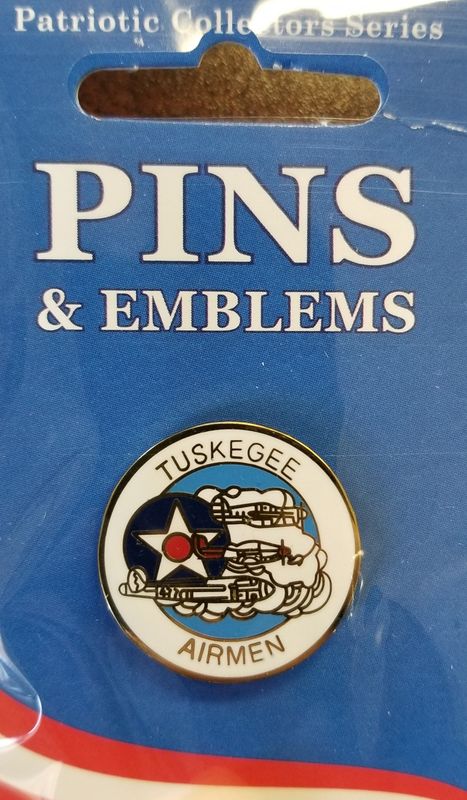 Patriotic Collectors Series
PINS
& EMBLEMS
TUSKEGEE
AIRMEN